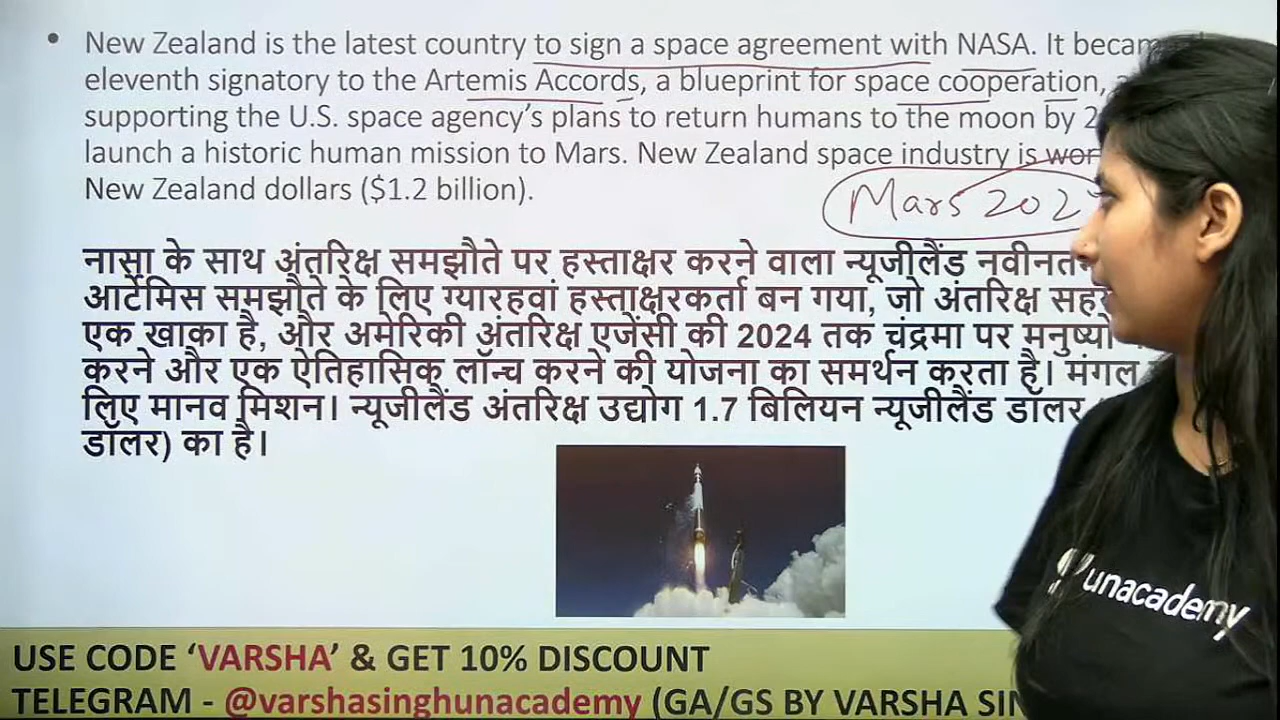 • New Zealand is the latest country to sign a space agreement with NASA. It
eleventh signatory to the Artemis Accords, a blueprint for space cooperation,
supporting the U.S. space agency's plans to return humans to the moon by
launch a historic human mission to Mars. New Zealand space industry is
New Zealand dollars ($1.2 billion).
Mars
नासा के साथ अंतरिक्ष समझौते पर हस्ताक्षर करने वाला न्यूजीलैंड
आर्टेमिस समझौते के लिए ग्यारहवां हस्ताक्षरकर्ता बन गया, जो अंतरिक्ष
एक खाका है, और अमेरिकी अंतरिक्ष एजेंसी की 2024 तक चंद्रमा पर
करने और एक ऐतिहासिक लॉन्च करने की योजना का समर्थन करता है। मंगल
लिए मानव मिशन। न्यूजीलैंड अंतरिक्ष उद्योग 1.7 बिलियन न्यूजीलैंड डॉलर
डॉलर) का है।
unacademy
USE CODE ‘VARSHA’ & GET 10% DISCOUNT
TELEGRAM - @varshasinghunacademy (GA/GS BY VARSHA